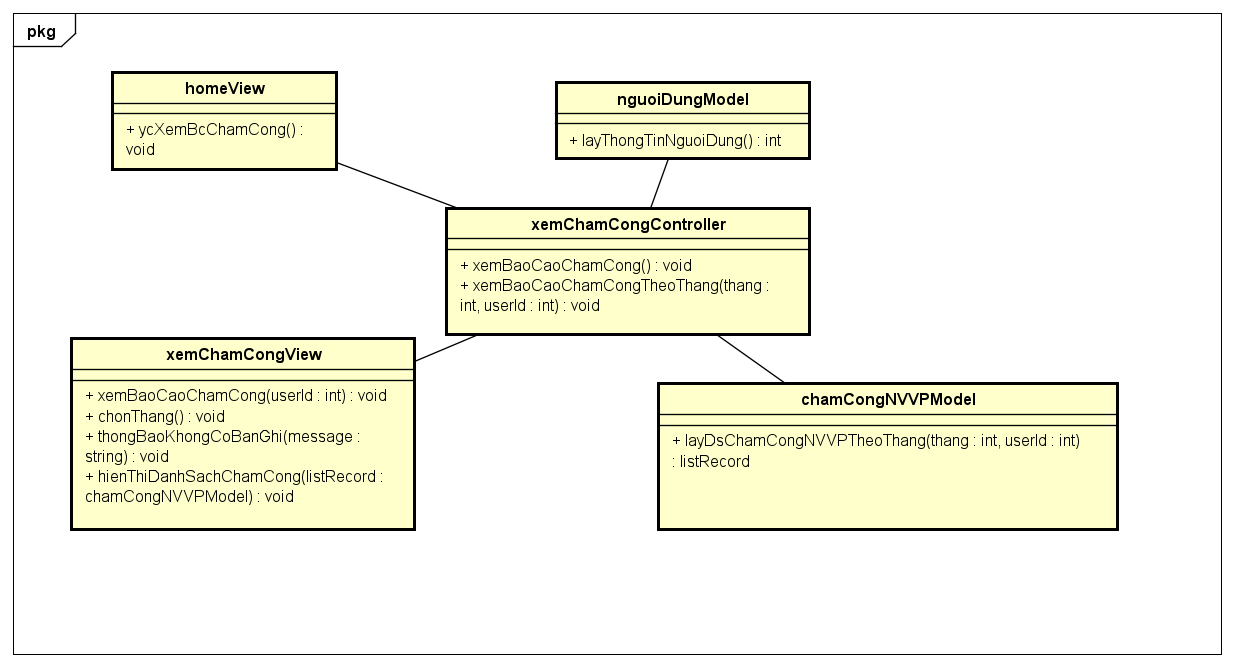 pkg
homeView
+ ycXemBcChamCong() :
void
nguoiDungModel
+ layThongTinNguoiDung() : int
xemChamCongController
+ xemBaoCaoChamCong() : void
+ xemBaoCaoChamCongTheoThang(thang :
int, userId : int) : void
xemChamCongView
+ xemBaoCaoChamCong(userId : int) : void
+ chonThang() : void
+ thongBaoKhongCoBanGhi(message :
string) : void
+ hienThiDanhSachChamCong(listRecord :
chamCongNVVPModel) : void
chamCongNVVPModel
+ layDsChamCongNVVPTheoThang(thang : int, userId : int)
: listRecord